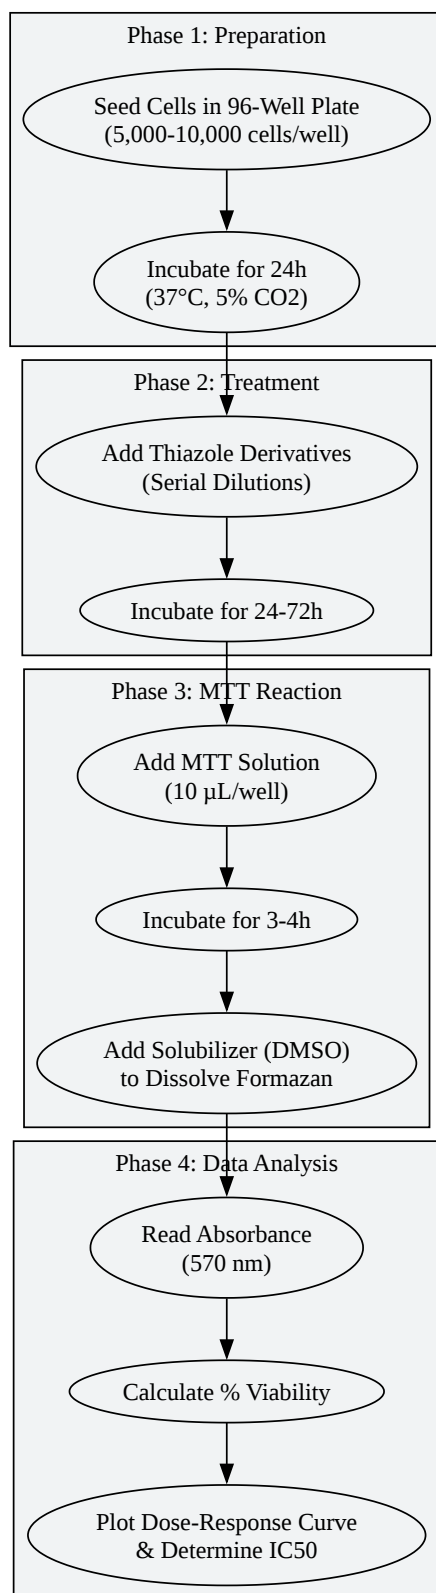 Phase 1: Preparation
Seed Cells in 96-Well Plate
(5,000-10,000 cells/well)
Incubate for 24h
(37°C, 5% CO2)
Phase 2: Treatment
Add Thiazole Derivatives
(Serial Dilutions)
Incubate for 24-72h
Phase 3: MTT Reaction
Add MTT Solution
(10 µL/well)
Incubate for 3-4h
Add Solubilizer (DMSO)
to Dissolve Formazan
Phase 4: Data Analysis
Read Absorbance
(570 nm)
Calculate % Viability
Plot Dose-Response Curve
& Determine IC50